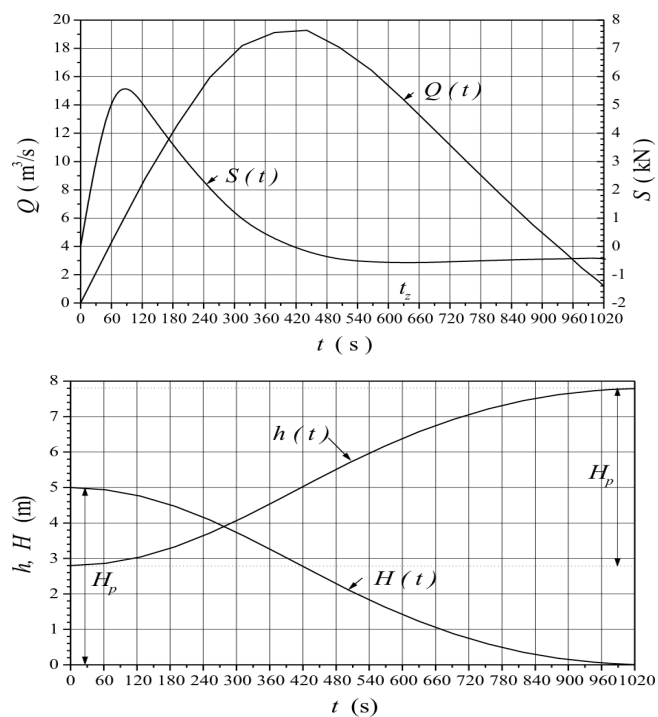 20 8
18 7
16 6
14 5
12 4
10 3
8 2
6 1
4 0
2 -1
0 -2
Q ( m³/s )
S ( kN )
Q ( t )
S ( t )
t_z
0 60 120 180 240 300 360 420 480 540 600 660 720 780 840 900 960 1020
t ( s )
8
7
6
5
4
3
2
1
0
h, H (m)
h ( t )
H_p
H_p
H ( t )
0 60 120 180 240 300 360 420 480 540 600 660 720 780 840 900 960 1020
t (s)